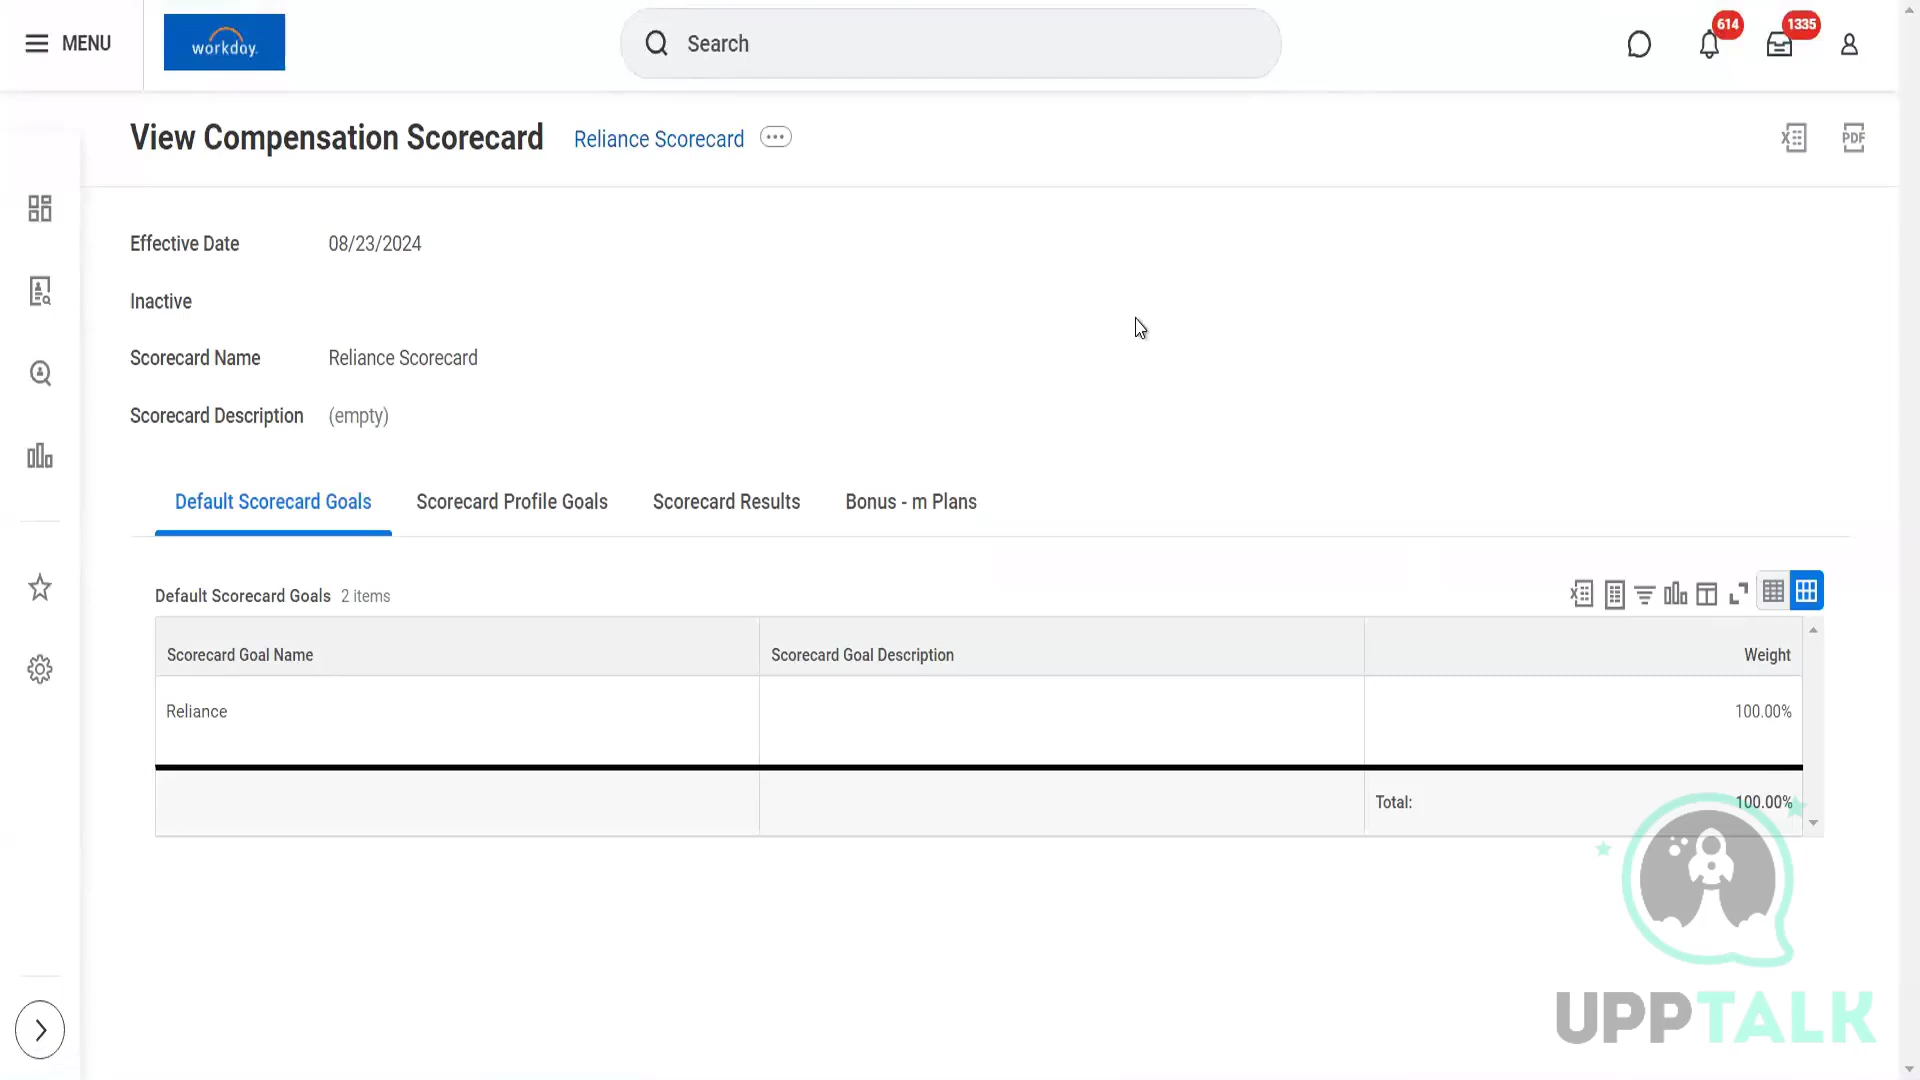 MENU
workday.
Search
614
1335
View Compensation Scorecard
Reliance Scorecard
PDF
Effective Date
08/23/2024
Inactive
Scorecard Name
Reliance Scorecard
Scorecard Description
(empty)
Default Scorecard Goals
Scorecard Profile Goals
Scorecard Results
Bonus - m Plans
Default Scorecard Goals
2 items
Scorecard Goal Name
Scorecard Goal Description
Weight
Reliance
100.00%
Total:
100.00%
UPPTALK